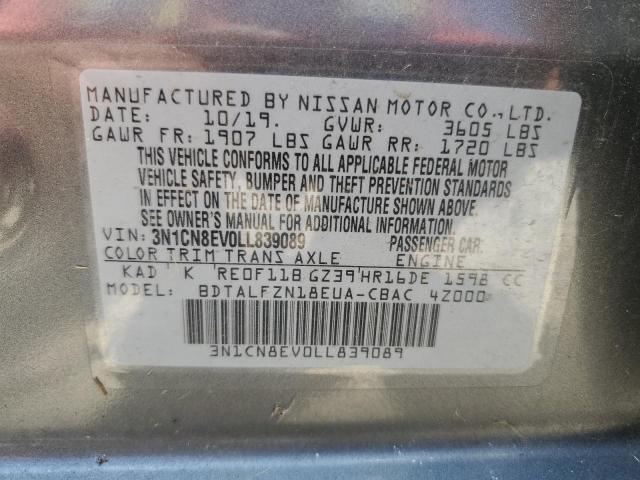 MANUFACTURED BY NISSAN MOTOR CO., LTD.
DATE: 10/19. GVWR: 3605 LBS
GAWR FR: 1907 LBS GAWR RR: 1720 LBS
THIS VEHICLE CONFORMS TO ALL APPLICABLE FEDERAL MOTOR
VEHICLE SAFETY, BUMPER AND THEFT PREVENTION STANDARDS
IN EFFECT ON THE DATE OF MANUFACTURE SHOWN ABOVE.
SEE OWNER'S MANUAL FOR ADDITIONAL INFORMATION.
VIN: 3N1CN8EV0LL839089 PASSENGER CAR
COLOR TRIM TRANS AXLE ENGINE
KAD K RE0F11B GZ39 HR16DE 1598 CC
MODEL: BDTALFZN18EUA-CBAC 4Z000
3N1CN8EV0LL839089